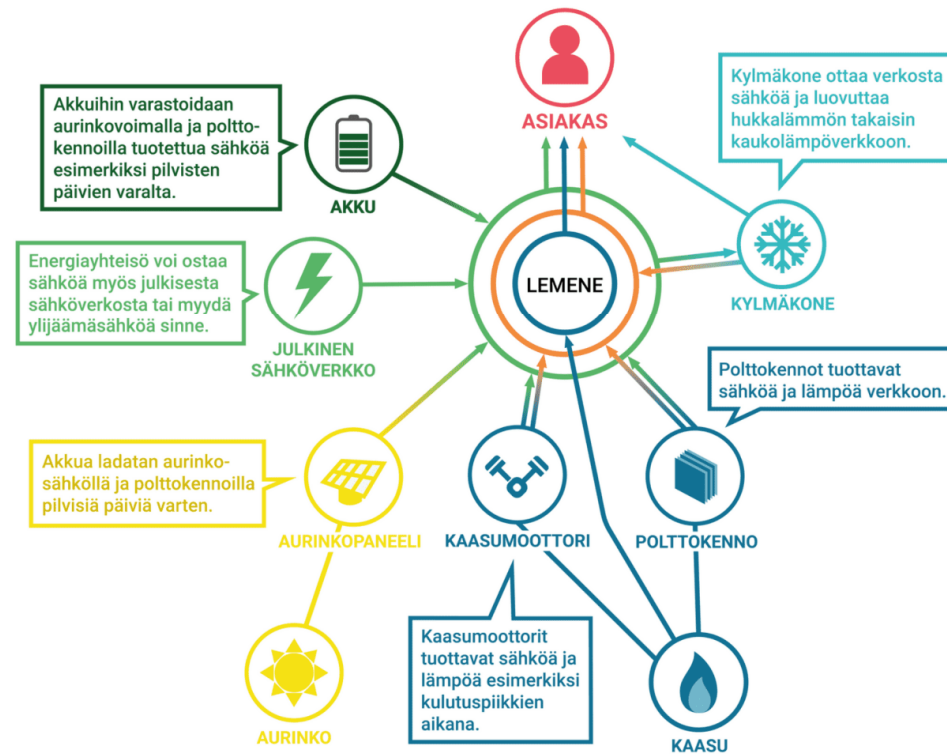 ASIAKAS
Kylmäkone ottaa verkosta
sähköä ja luovuttaa
hukkalämmön takaisin
kaukolämpöverkkoon.
Akkuihin varastoidaan
aurinkovoimalla ja poltto-
kennoilla tuotettua sähköä
esimerkiksi pilvisten
päivien varalta.
AKKU
KYLMÄKONE
Energiayhteisö voi ostaa
sähköä myös julkisesta
sähköverkosta tai myydä
ylijäämäsähköä sinne.
JULKINEN
SÄHKÖVERKKO
LEMENE
Polttokennot tuottavat
sähköä ja lämpöä verkkoon.
Akkua ladatan aurinko-
sähköllä ja polttokennoilla
pilvisiä päiviä varten.
AURINKOPANEELI
KAASUMOOTTORI
POLTTOKENNO
Kaasumoottorit
tuottavat sähköä ja
lämpöä esimerkiksi
kulutuspiikkien
aikana.
AURINKO
KAASU